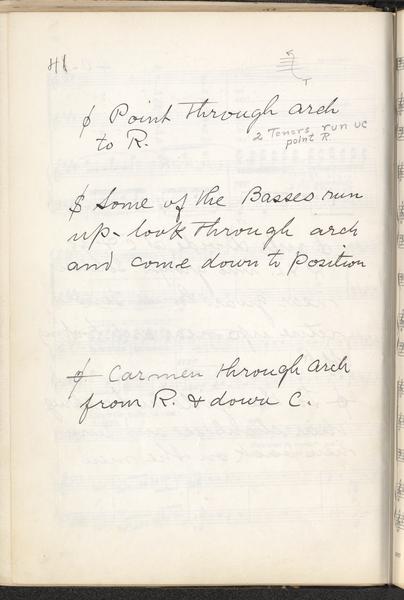 41
T
ȼ Point through arch
2 Tenors run UC
to R.
point R
$ Some of the Basses run
up - look through arch
and come down to position
ȼ Carmen through arch
from R. & down C.